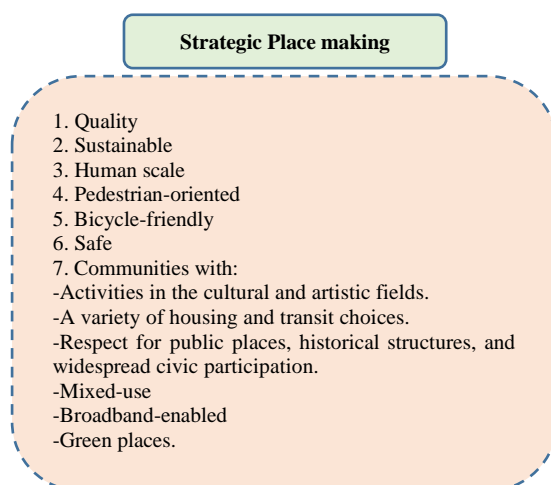 Strategic Place making
1. Quality
2. Sustainable
3. Human scale
4. Pedestrian-oriented
5. Bicycle-friendly
6. Safe
7. Communities with:
-Activities in the cultural and artistic fields.
-A variety of housing and transit choices.
-Respect for public places, historical structures, and
widespread civic participation.
-Mixed-use
-Broadband-enabled
-Green places.